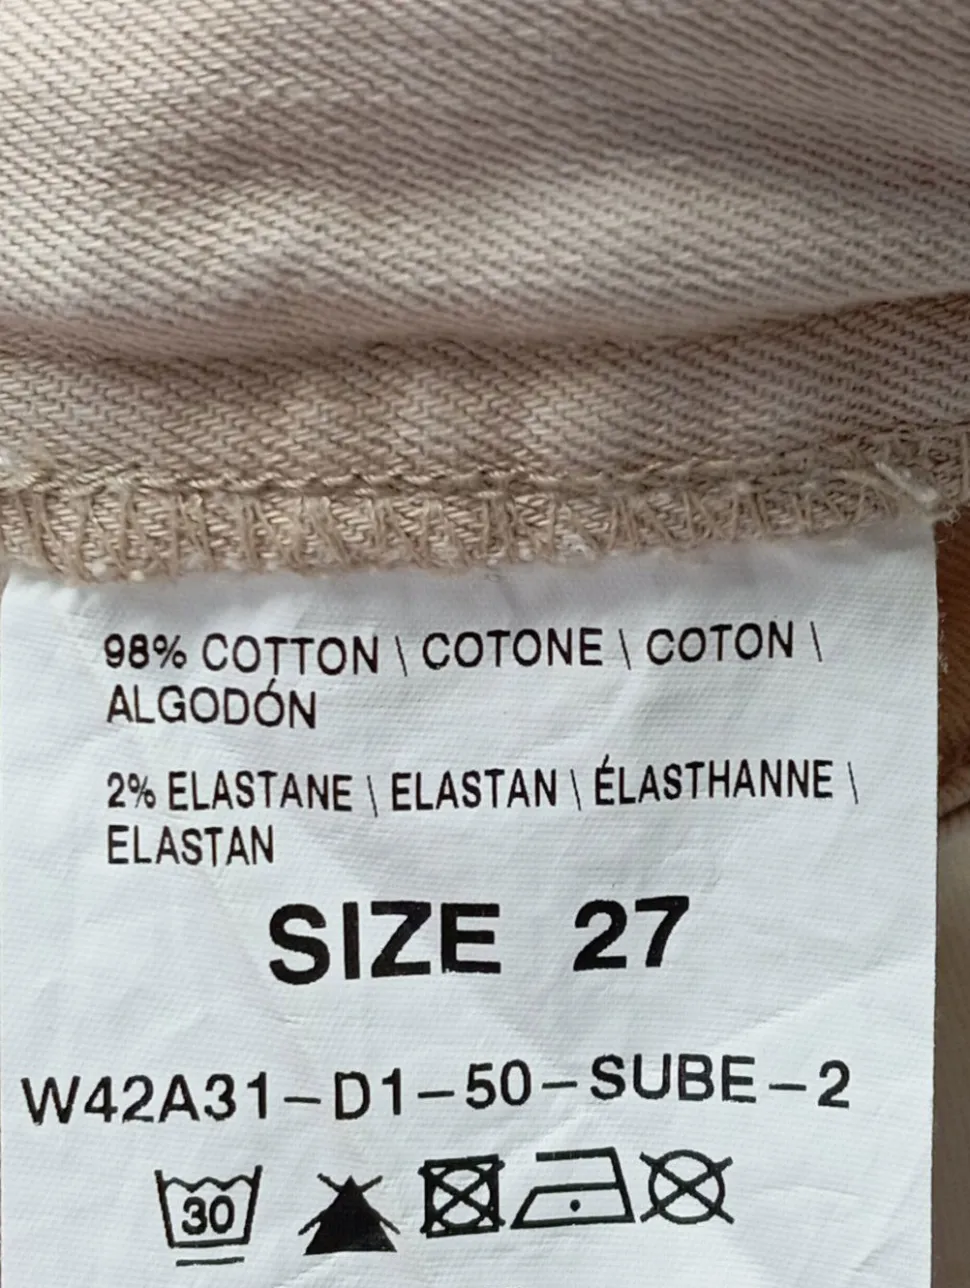 98% COTTON \ COTONE \ COTON \
ALGODÓN
2% ELASTANE \ ELASTAN \ ÉLASTHANNE \
ELASTAN
SIZE 27
W42A31-D1-50-SUBE-2
30